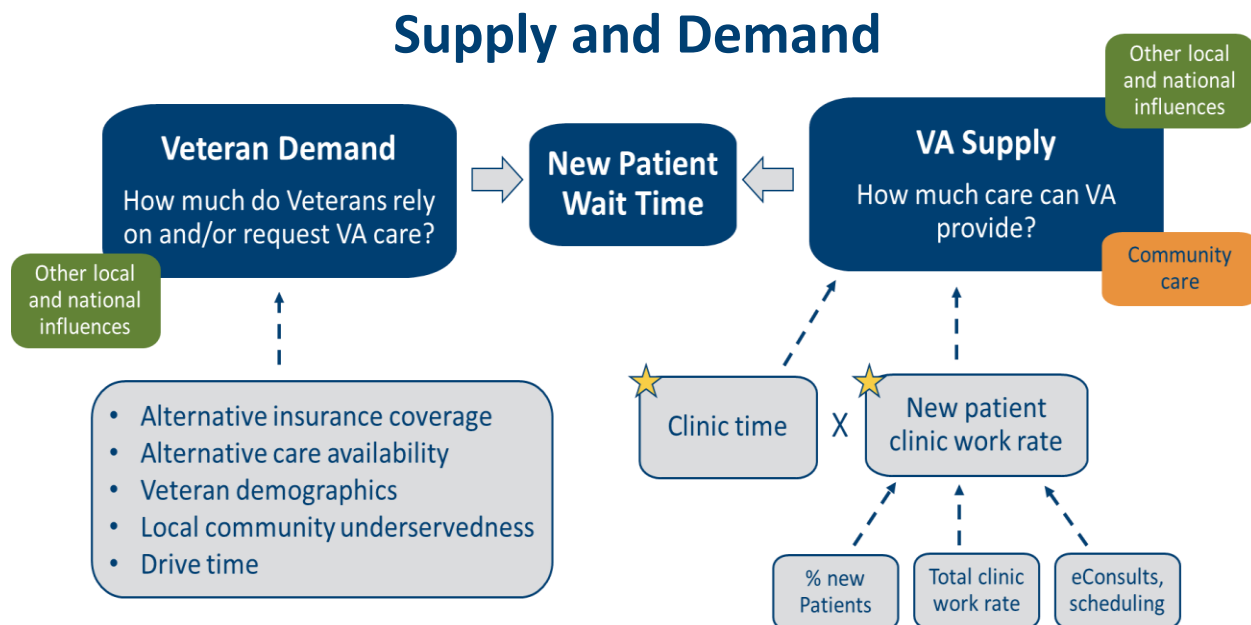 Supply and Demand
Other local
and national
influences
Veteran Demand
How much do Veterans rely
on and/or request VA care?
New Patient
Wait Time
VA Supply
How much care can VA
provide?
Other local
and national
influences
Community
care
• Alternative insurance coverage
• Alternative care availability
• Veteran demographics
• Local community underservedness
• Drive time
Clinic time
X
New patient
clinic work rate
% new
Patients
Total clinic
work rate
eConsults,
scheduling